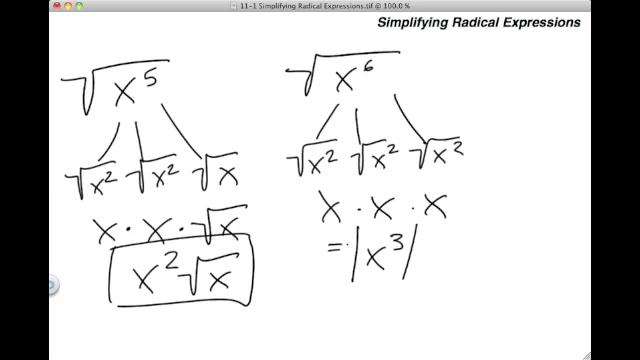 11-1 Simplifying Radical Expressions.tif @ 100.0 %
Simplifying Radical Expressions
√x⁵
√x² √x² √x
x · x · √x
x²√x
√x⁶
√x² √x² √x²
x · x · x
= |x³|